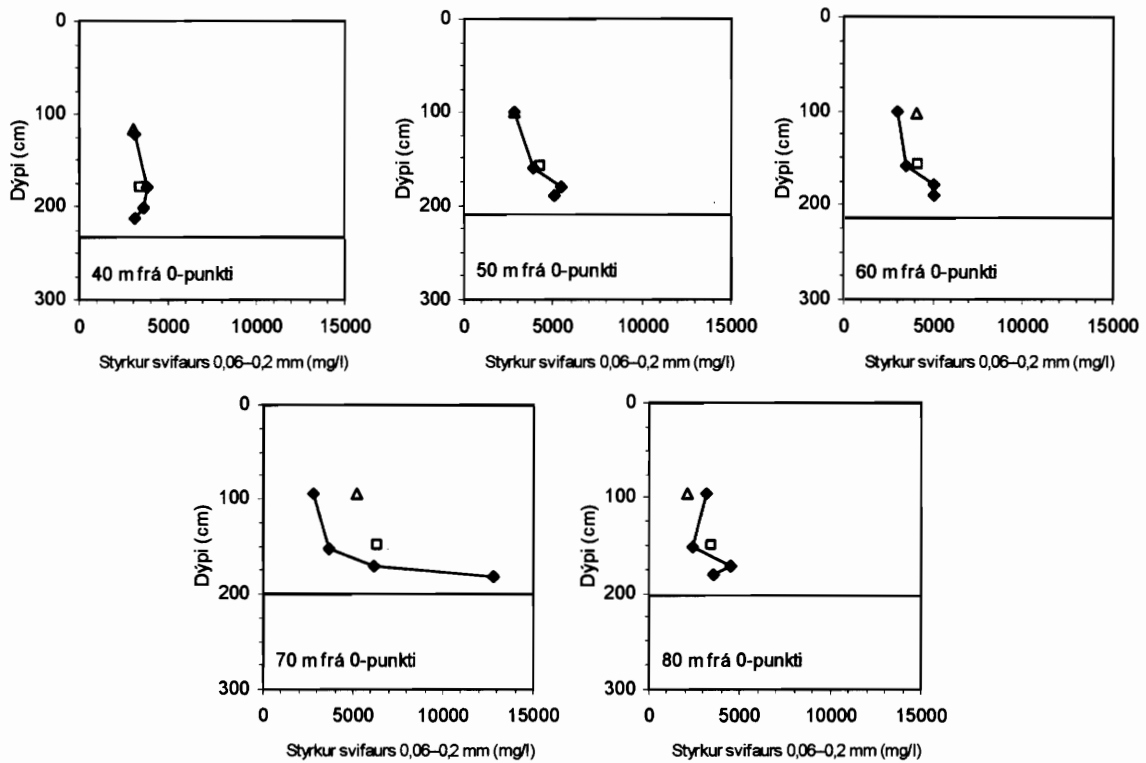 0
100
200
300
Dýpi (cm)
40 m frá 0-punkti
0 5000 10000 15000
Styrkur svifaurs 0,06–0,2 mm (mg/l)
0
100
200
300
Dýpi (cm)
50 m frá 0-punkti
0 5000 10000 15000
Styrkur svifaurs 0,06–0,2 mm (mg/l)
0
100
200
300
Dýpi (cm)
60 m frá 0-punkti
0 5000 10000 15000
Styrkur svifaurs 0,06–0,2 mm (mg/l)
0
100
200
300
Dýpi (cm)
70 m frá 0-punkti
0 5000 10000 15000
Styrkur svifaurs 0,06–0,2 mm (mg/l)
0
100
200
300
Dýpi (cm)
80 m frá 0-punkti
0 5000 10000 15000
Styrkur svifaurs 0,06–0,2 mm (mg/l)